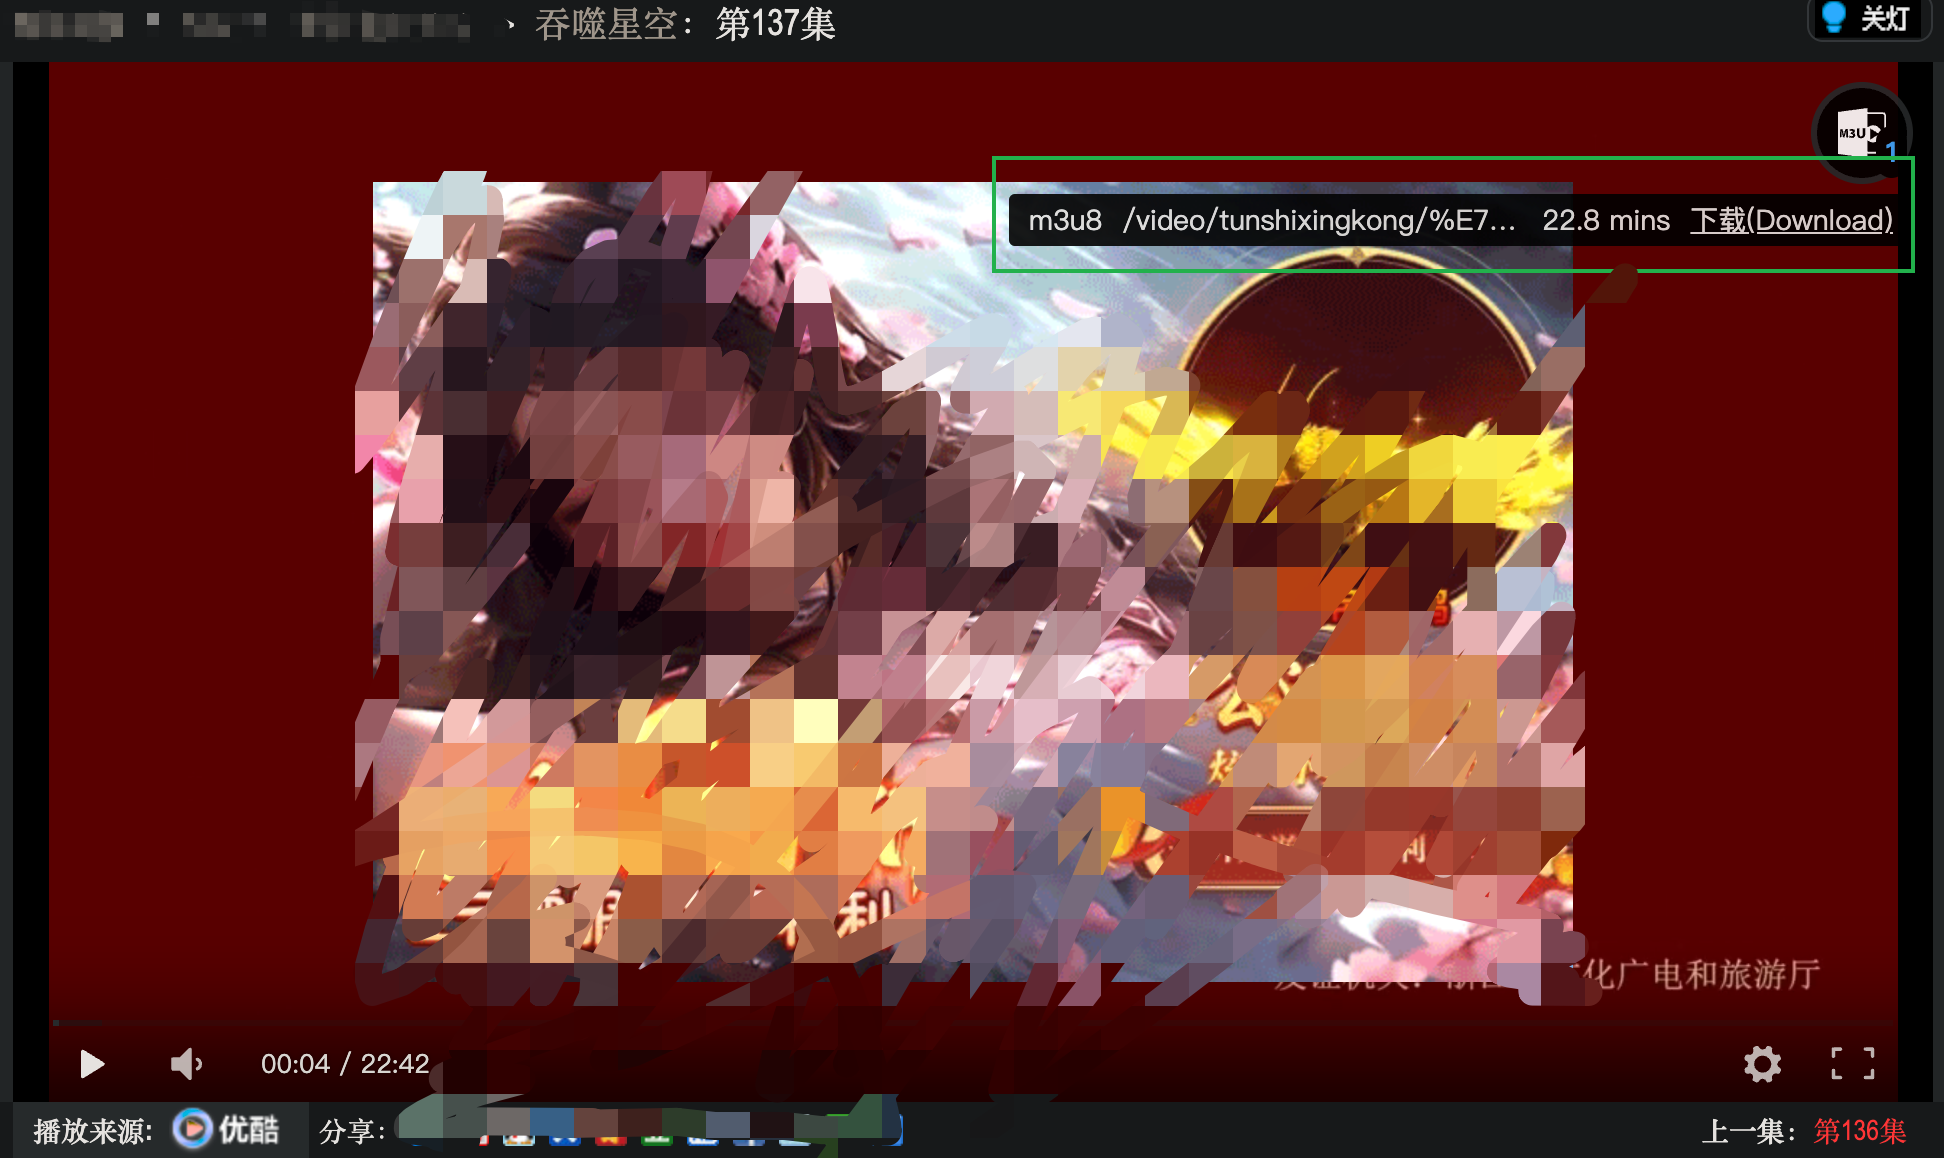 吞噬星空: 第137集
关灯
M3U
1
m3u8 /video/tunshixingkong/%E7... 22.8 mins 下载(Download)
利
化广电和旅游厅
00:04 / 22:42
播放来源: 优酷 分享: 上一集: 第136集